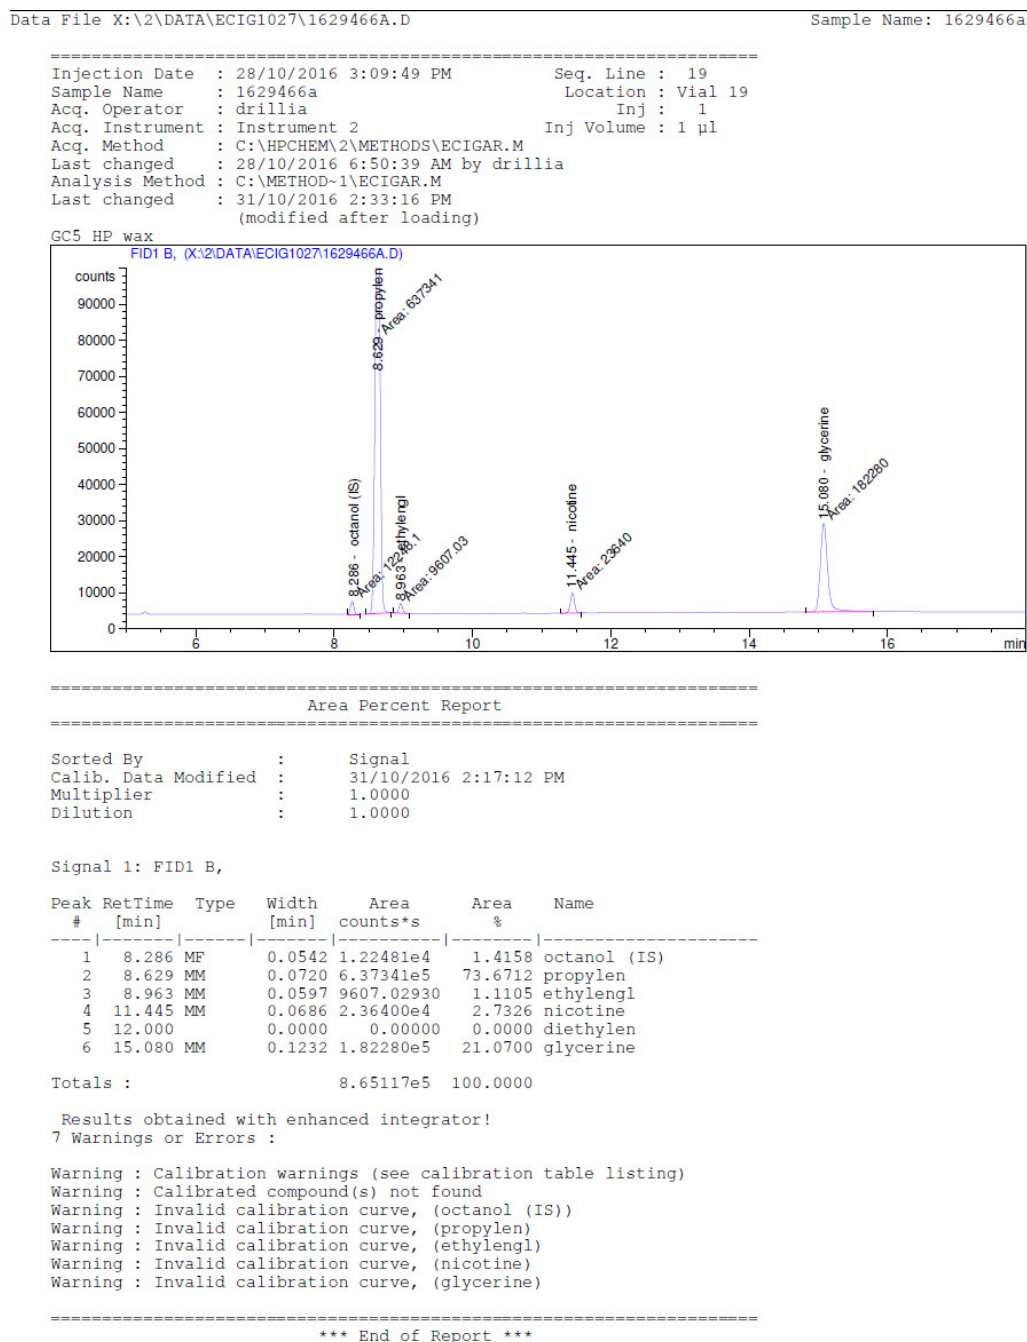 Data File X:\2\DATA\ECIG1027\1629466A.D Sample Name: 1629466a
=====================================================================
Injection Date : 28/10/2016 3:09:49 PM Seq. Line : 19
Sample Name : 1629466a Location : Vial 19
Acq. Operator : drillia Inj : 1
Acq. Instrument : Instrument 2 Inj Volume : 1 µl
Acq. Method : C:\HPCHEM\2\METHODS\ECIGAR.M
Last changed : 28/10/2016 6:50:39 AM by drillia
Analysis Method : C:\METHOD~1\ECIGAR.M
Last changed : 31/10/2016 2:33:16 PM
(modified after loading)
GC5 HP wax
FID1 B, (X:\2\DATA\ECIG1027\1629466A.D)
counts
90000
80000
70000
60000
50000
40000
30000
20000
10000
0
8.286 - octanol (IS)
Area: 12248.1
8.629 - propylen
Area: 637341
8.963 - ethylengl
Area: 9607.03
11.445 - nicotine
Area: 23640
15.080 - glycerine
Area: 182280
6 8 10 12 14 16 min
=====================================================================
Area Percent Report
=====================================================================
Sorted By : Signal
Calib. Data Modified : 31/10/2016 2:17:12 PM
Multiplier : 1.0000
Dilution : 1.0000
Signal 1: FID1 B,
Peak RetTime Type Width Area Area Name
# [min] [min] counts*s %
----|-------|------|-------|----------|--------|---------------------
1 8.286 MF 0.0542 1.22481e4 1.4158 octanol (IS)
2 8.629 MM 0.0720 6.37341e5 73.6712 propylen
3 8.963 MM 0.0597 9607.02930 1.1105 ethylengl
4 11.445 MM 0.0686 2.36400e4 2.7326 nicotine
5 12.000 0.0000 0.00000 0.0000 diethylen
6 15.080 MM 0.1232 1.82280e5 21.0700 glycerine
Totals : 8.65117e5 100.0000
Results obtained with enhanced integrator!
7 Warnings or Errors :
Warning : Calibration warnings (see calibration table listing)
Warning : Calibrated compound(s) not found
Warning : Invalid calibration curve, (octanol (IS))
Warning : Invalid calibration curve, (propylen)
Warning : Invalid calibration curve, (ethylengl)
Warning : Invalid calibration curve, (nicotine)
Warning : Invalid calibration curve, (glycerine)
=====================================================================
*** End of Report ***